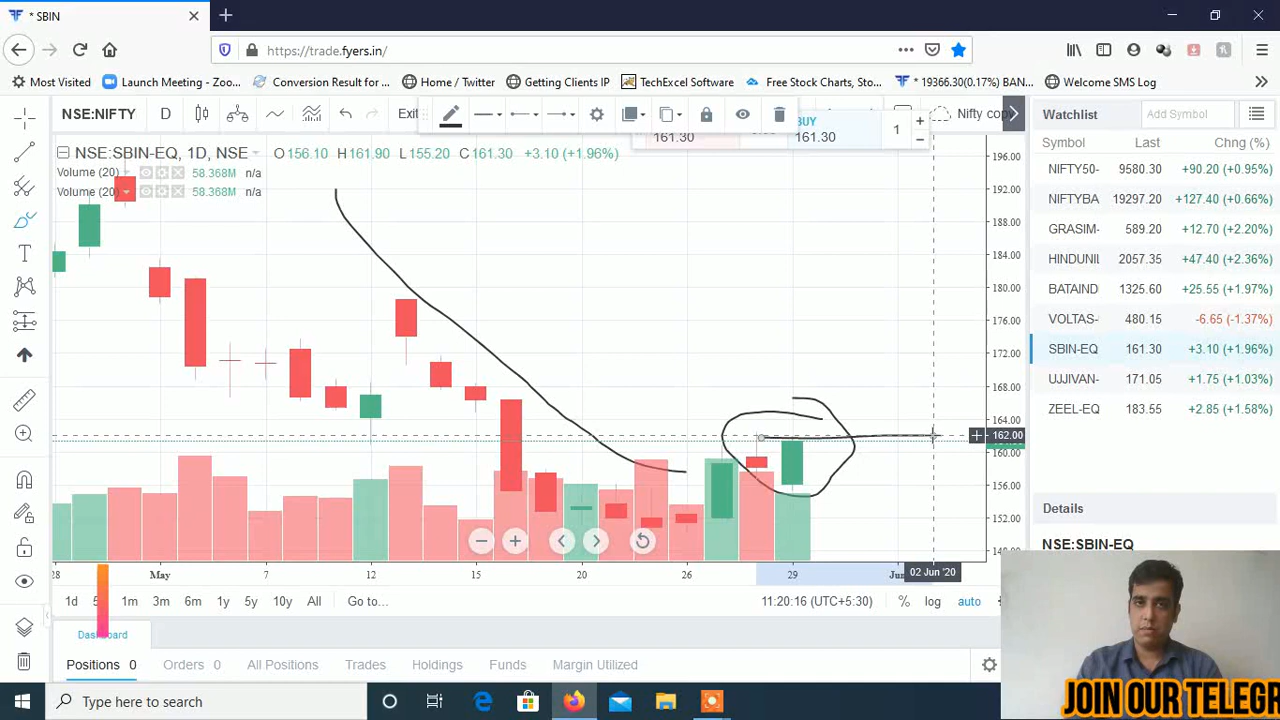 * SBIN
https://trade.fyers.in/
Most Visited Launch Meeting - Zoo... Conversion Result for ... Home / Twitter Getting Clients IP TechExcel Software Free Stock Charts, Sto... * 19366.30(0.17%) BAN... Welcome SMS Log
NSE:NIFTY D Exit Nifty cop
161.30 BUY 161.30 1
NSE:SBIN-EQ, 1D, NSE O156.10 H161.90 L155.20 C161.30 +3.10 (+1.96%)
Volume (20) 58.368M n/a
Volume (20) 58.368M n/a
196.00
192.00
188.00
184.00
180.00
176.00
172.00
168.00
164.00
162.00
160.00
156.00
152.00
28 May 7 12 15 20 26 29 02 Jun '20
1d 1m 3m 6m 1y 5y 10y All Go to... 11:20:16 (UTC+5:30) % log auto
Dashboard
Positions 0 Orders 0 All Positions Trades Holdings Funds Margin Utilized
Watchlist Add Symbol
Symbol Last Chng (%)
NIFTY50- 9580.30 +90.20 (+0.95%)
NIFTYBA 19297.20 +127.40 (+0.66%)
GRASIM- 589.20 +12.70 (+2.20%)
HINDUNIL 2057.35 +47.40 (+2.36%)
BATAIND 1325.60 +25.55 (+1.97%)
VOLTAS- 480.15 -6.65 (-1.37%)
SBIN-EQ 161.30 +3.10 (+1.96%)
UJJIVAN- 171.05 +1.75 (+1.03%)
ZEEL-EQ 183.55 +2.85 (+1.58%)
Details
NSE:SBIN-EQ
JOIN OUR TELEGR
Type here to search